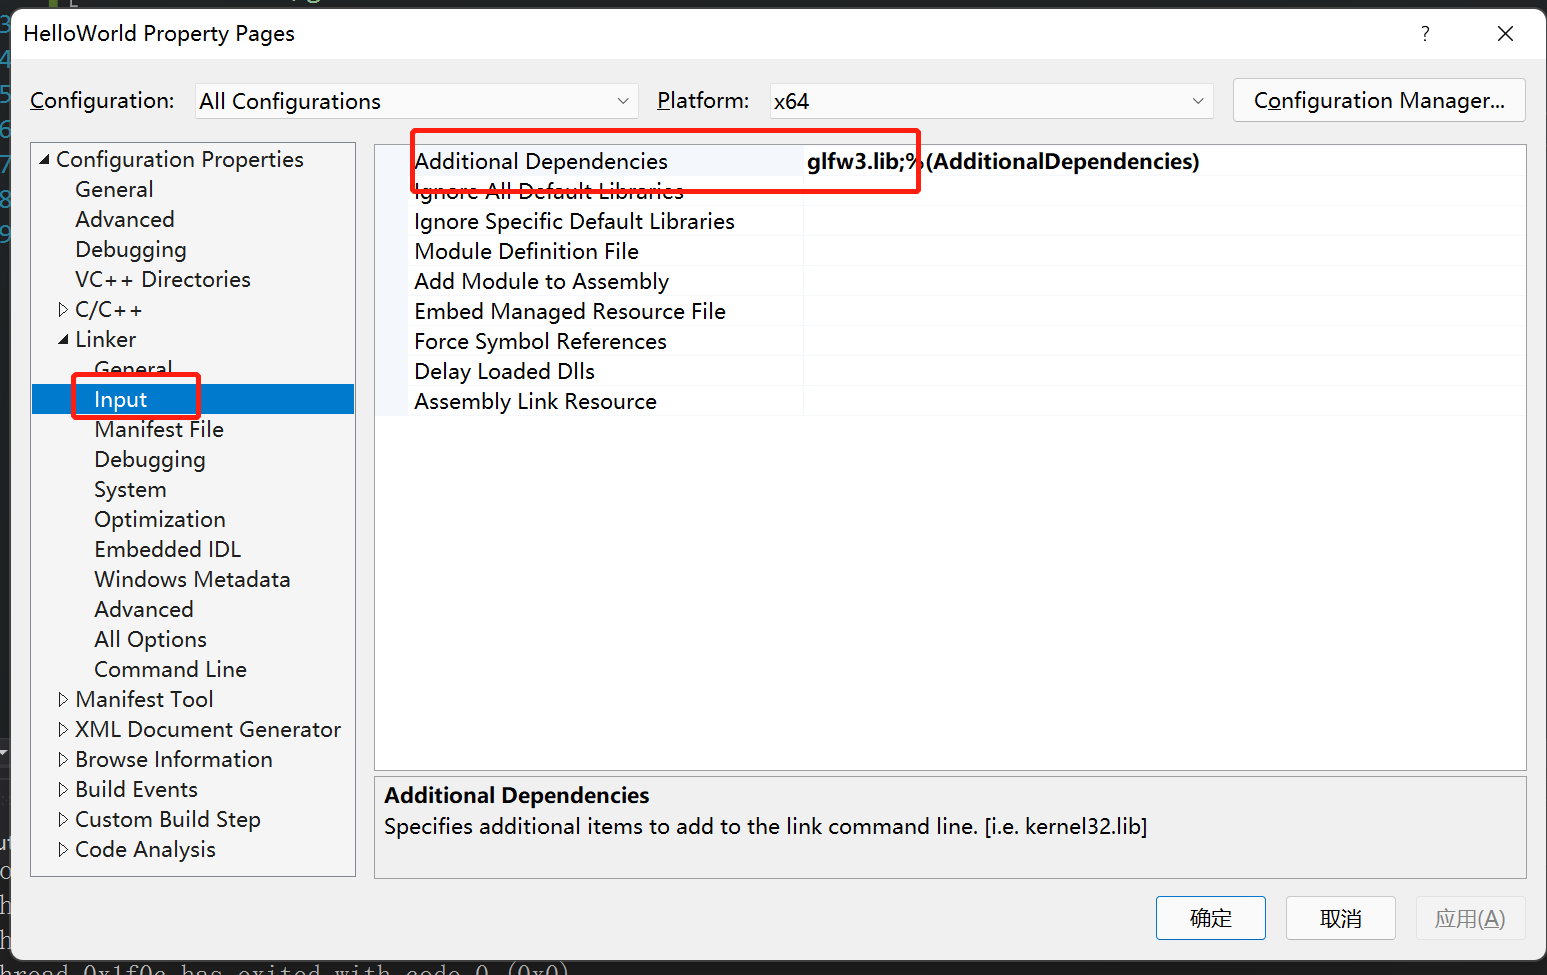 HelloWorld Property Pages
?
Configuration: All Configurations Platform: x64 Configuration Manager...
Configuration Properties
General
Advanced
Debugging
VC++ Directories
C/C++
Linker
General
Input
Manifest File
Debugging
System
Optimization
Embedded IDL
Windows Metadata
Advanced
All Options
Command Line
Manifest Tool
XML Document Generator
Browse Information
Build Events
Custom Build Step
Code Analysis
Additional Dependencies glfw3.lib;%(AdditionalDependencies)
Ignore All Default Libraries
Ignore Specific Default Libraries
Module Definition File
Add Module to Assembly
Embed Managed Resource File
Force Symbol References
Delay Loaded Dlls
Assembly Link Resource
Additional Dependencies
Specifies additional items to add to the link command line. [i.e. kernel32.lib]
确定 取消 应用(A)
hread 0x1f0c has exited with code 0 (0x0)